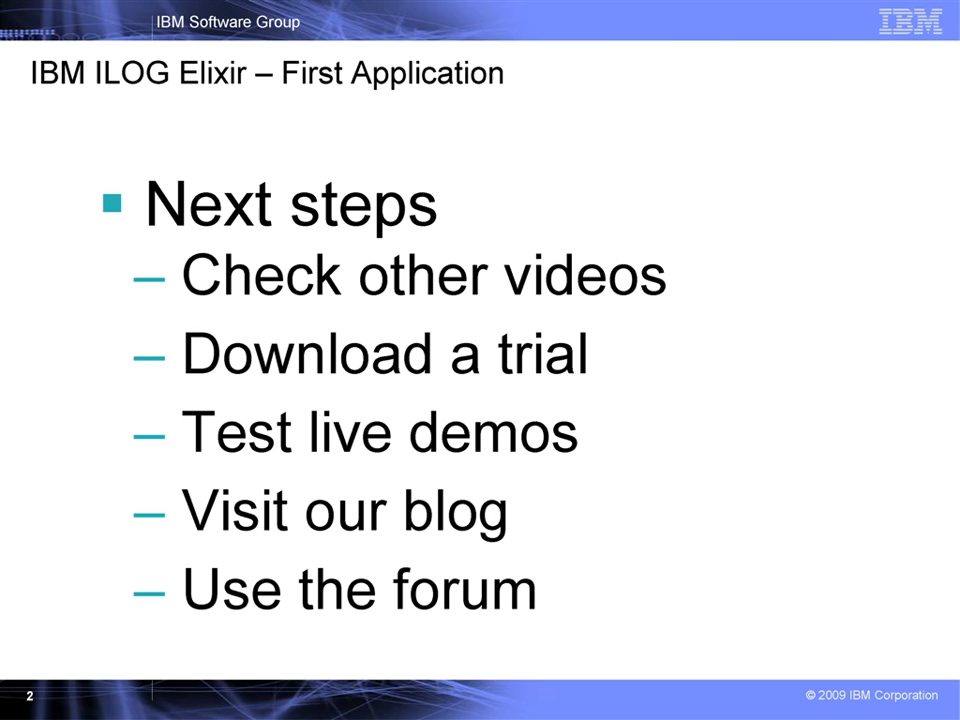 IBM Software Group
IBM
IBM ILOG Elixir – First Application
▪ Next steps
– Check other videos
– Download a trial
– Test live demos
– Visit our blog
– Use the forum
2
© 2009 IBM Corporation